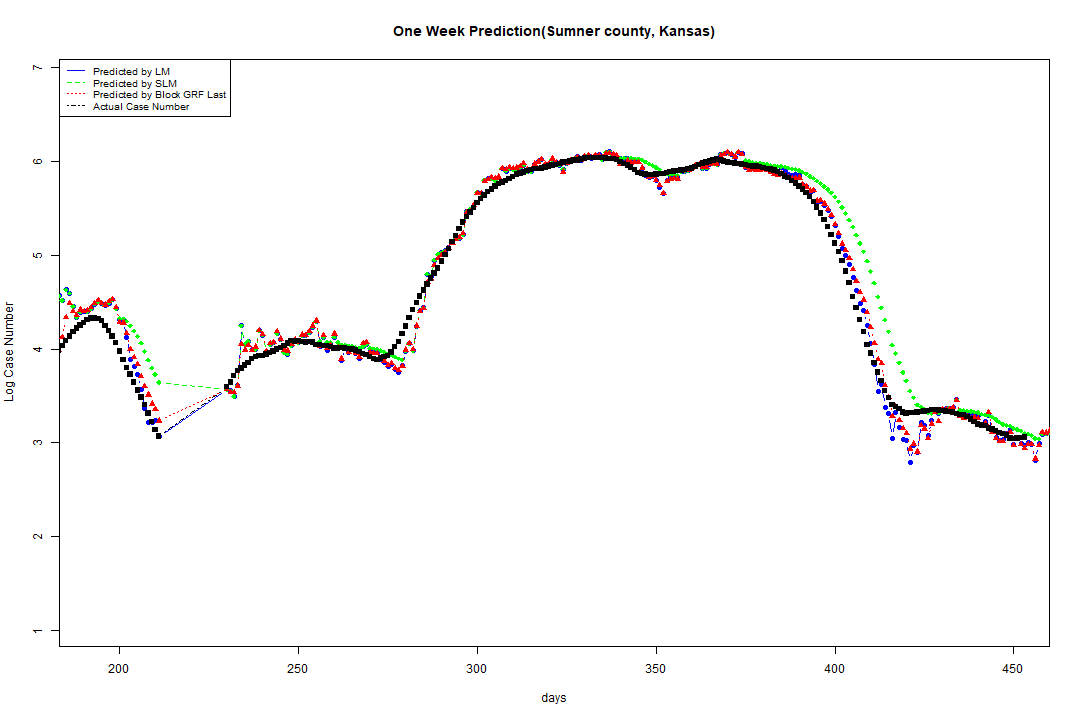 One Week Prediction(Sumner county, Kansas)
Predicted by LM
Predicted by SLM
Predicted by Block GRF Last
Actual Case Number
Log Case Number
7
6
5
4
3
2
1
200
250
300
350
400
450
days